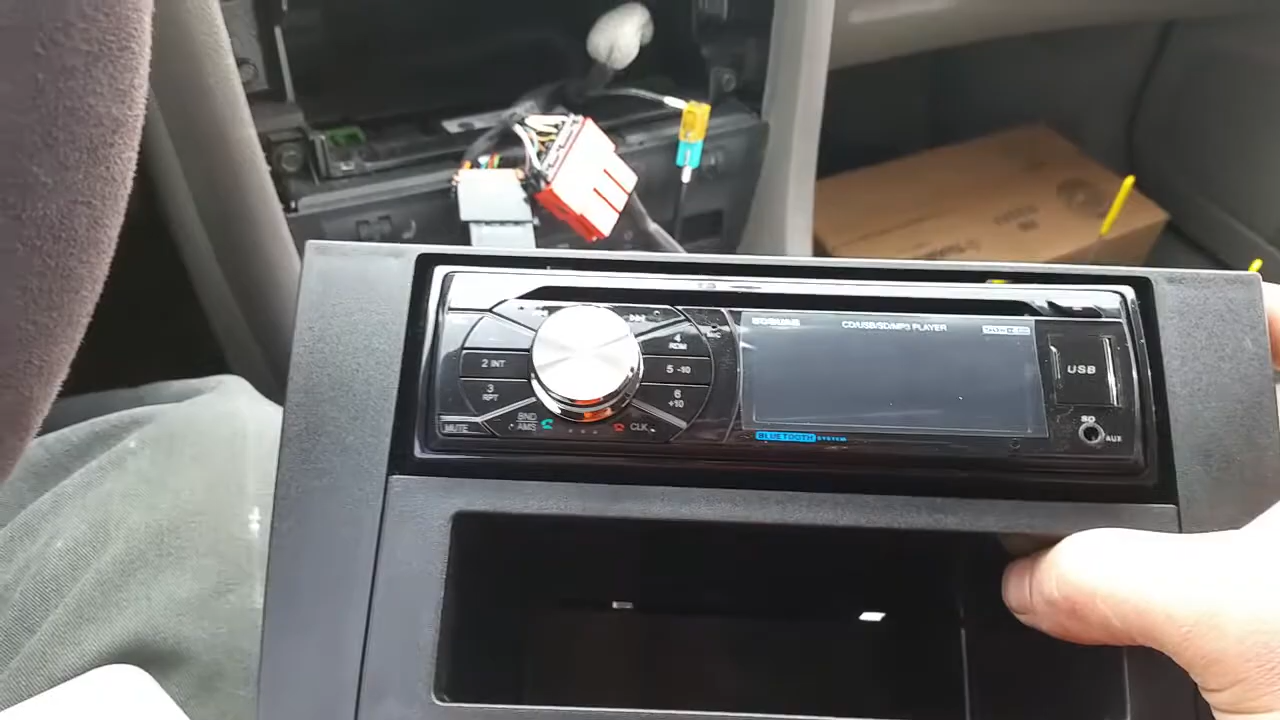 CD/USB/SD/MP3 PLAYER
4
RDM
2 INT
5 -10
USB
3
RPT
6
+10
BND
AMS
MUTE
CLK
SD
AUX
BLUETOOTH SYSTEM